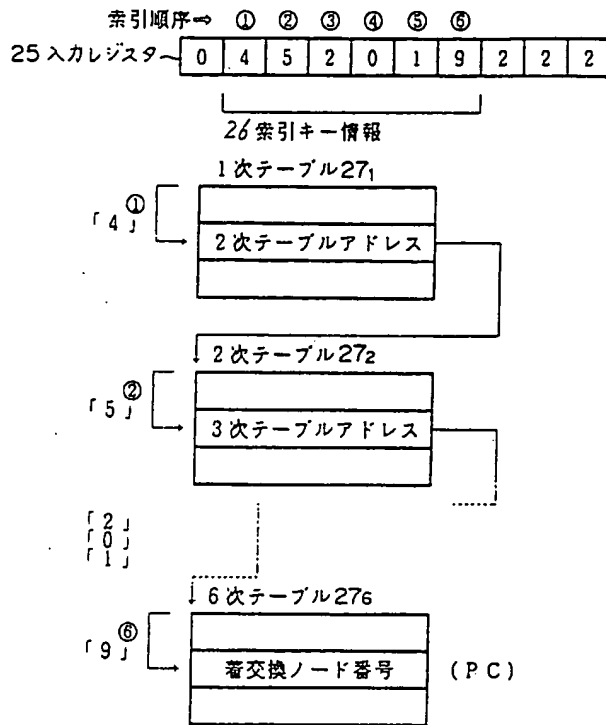 索引順序⇨ ① ② ③ ④ ⑤ ⑥
25入力レジスタ 0 4 5 2 0 1 9 2 2 2
26索引キー情報
1次テーブル27₁
①
「4」
2次テーブルアドレス
2次テーブル27₂
②
「5」
3次テーブルアドレス
「2」
「0」
「1」
6次テーブル27₆
⑥
「9」
着交換ノード番号 (PC)